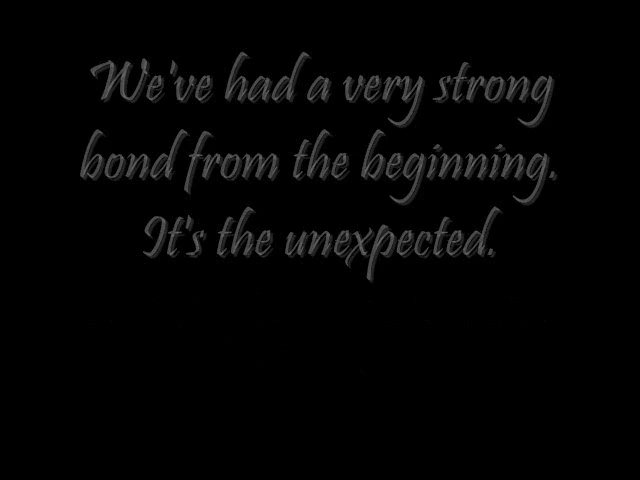 We've had a very strong
bond from the beginning.
It's the unexpected.